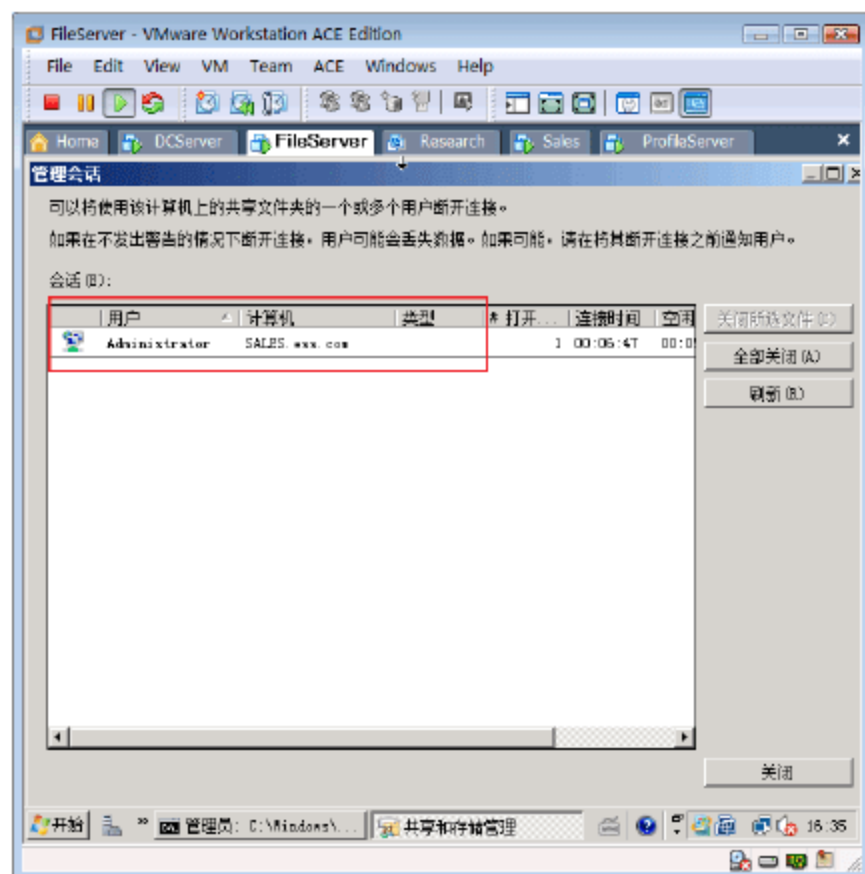 FileServer - VMware Workstation ACE Edition
File Edit View VM Team ACE Windows Help
Home DCServer FileServer Research Sales ProfileServer
管理会话
可以将使用该计算机上的共享文件夹的一个或多个用户断开连接。
如果在不发出警告的情况下断开连接，用户可能会丢失数据。如果可能，请在将其断开连接之前通知用户。
会话(E):
用户 计算机 类型 # 打开... 连接时间 空闲
Administrator SALES. 1 00:06:47
关闭所选文件(C)
全部关闭(A)
刷新(R)
关闭
开始 » 管理员: C:\Windows\... 共享和存储管理 16:35